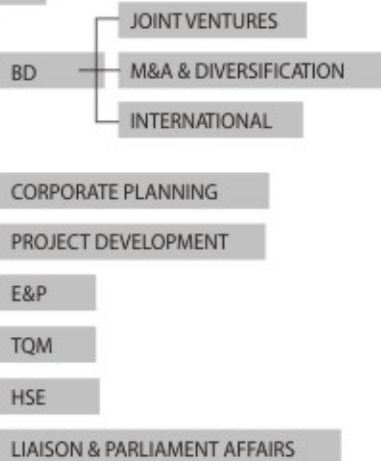 JOINT VENTURES
BD
M&A & DIVERSIFICATION
INTERNATIONAL
CORPORATE PLANNING
PROJECT DEVELOPMENT
E&P
TQM
HSE
LIAISON & PARLIAMENT AFFAIRS